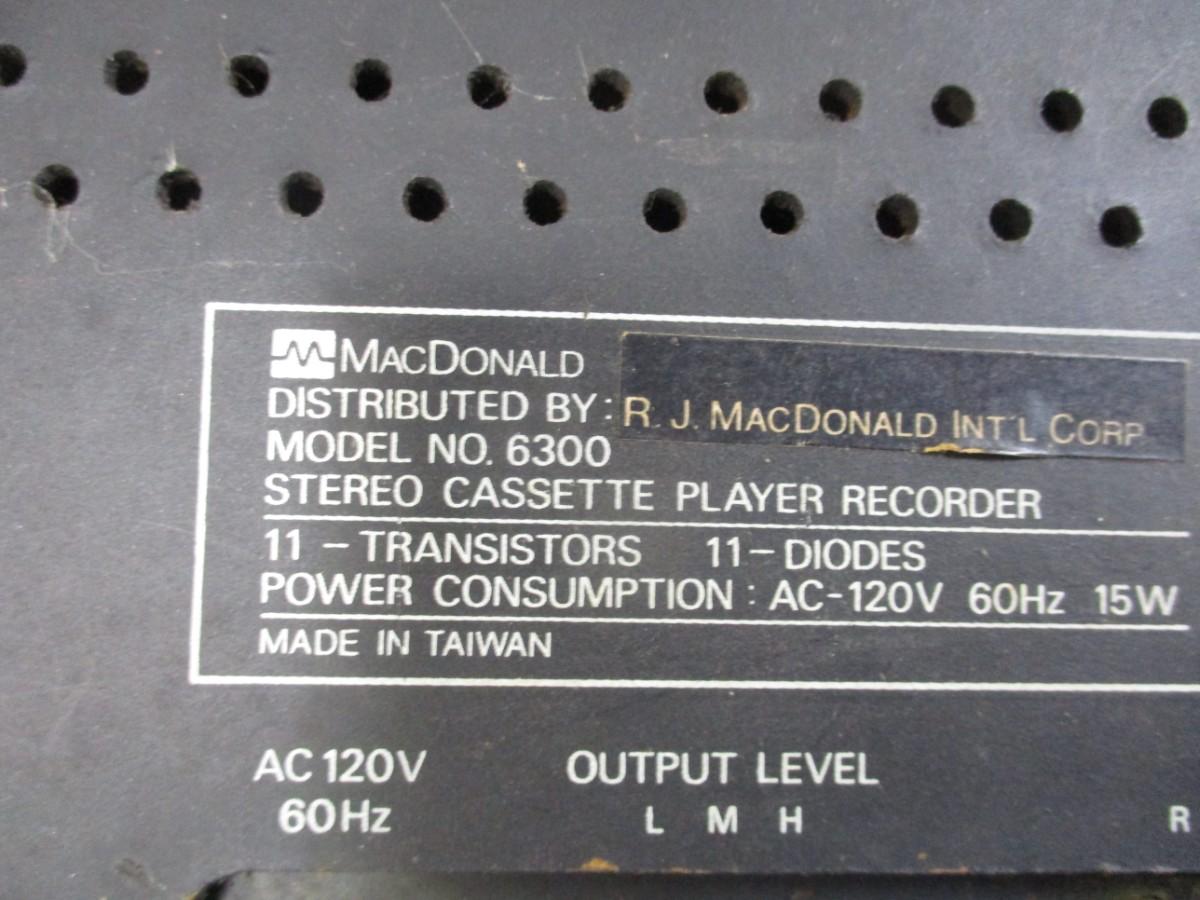 MACDONALD
DISTRIBUTED BY: R. J. MACDONALD INT'L CORP
MODEL NO. 6300
STEREO CASSETTE PLAYER RECORDER
11 – TRANSISTORS 11 – DIODES
POWER CONSUMPTION : AC-120V 60Hz 15W
MADE IN TAIWAN
AC 120V OUTPUT LEVEL
60Hz L M H R